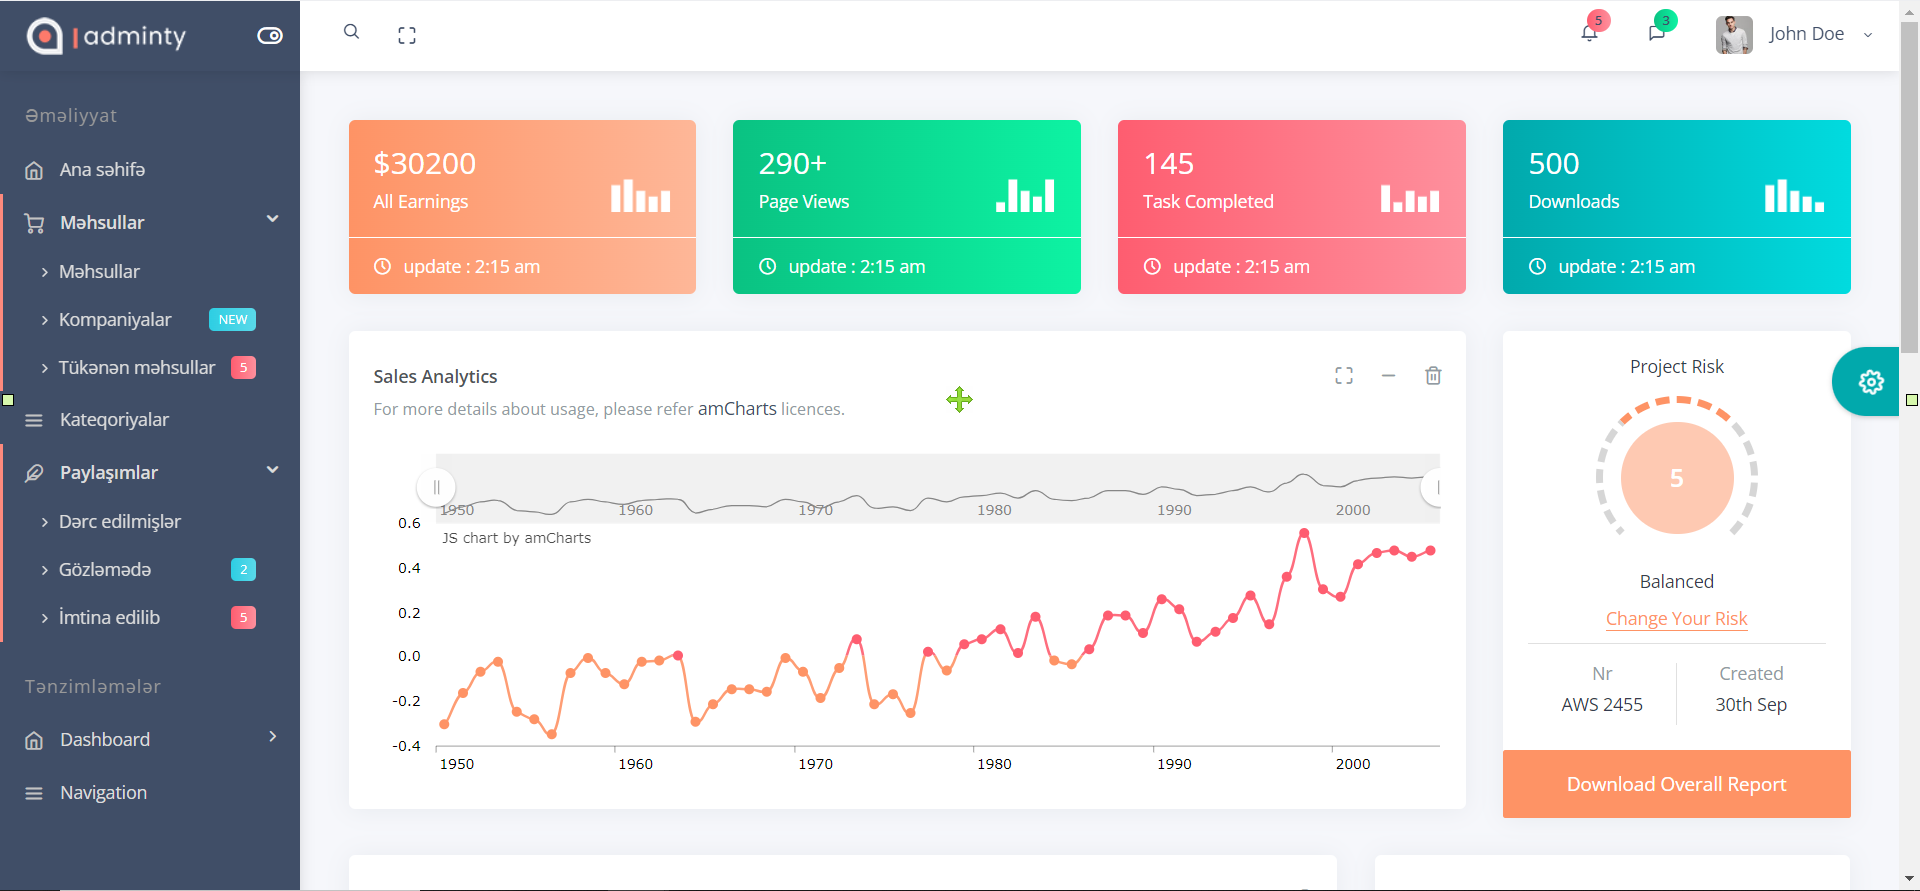 adminty
5
3
John Doe
Əməliyyat
Ana səhifə
Məhsullar
Məhsullar
Kompaniyalar NEW
Tükənən məhsullar 5
Kateqoriyalar
Paylaşımlar
Dərc edilmişlər
Gözləmədə 2
İmtina edilib 5
Tənzimləmələr
Dashboard
Navigation
$30200
All Earnings
update : 2:15 am
290+
Page Views
update : 2:15 am
145
Task Completed
update : 2:15 am
500
Downloads
update : 2:15 am
Sales Analytics
For more details about usage, please refer amCharts licences.
1950 1960 1970 1980 1990 2000
JS chart by amCharts
0.6
0.4
0.2
0.0
-0.2
-0.4
1950 1960 1970 1980 1990 2000
Project Risk
5
Balanced
Change Your Risk
Nr
AWS 2455
Created
30th Sep
Download Overall Report